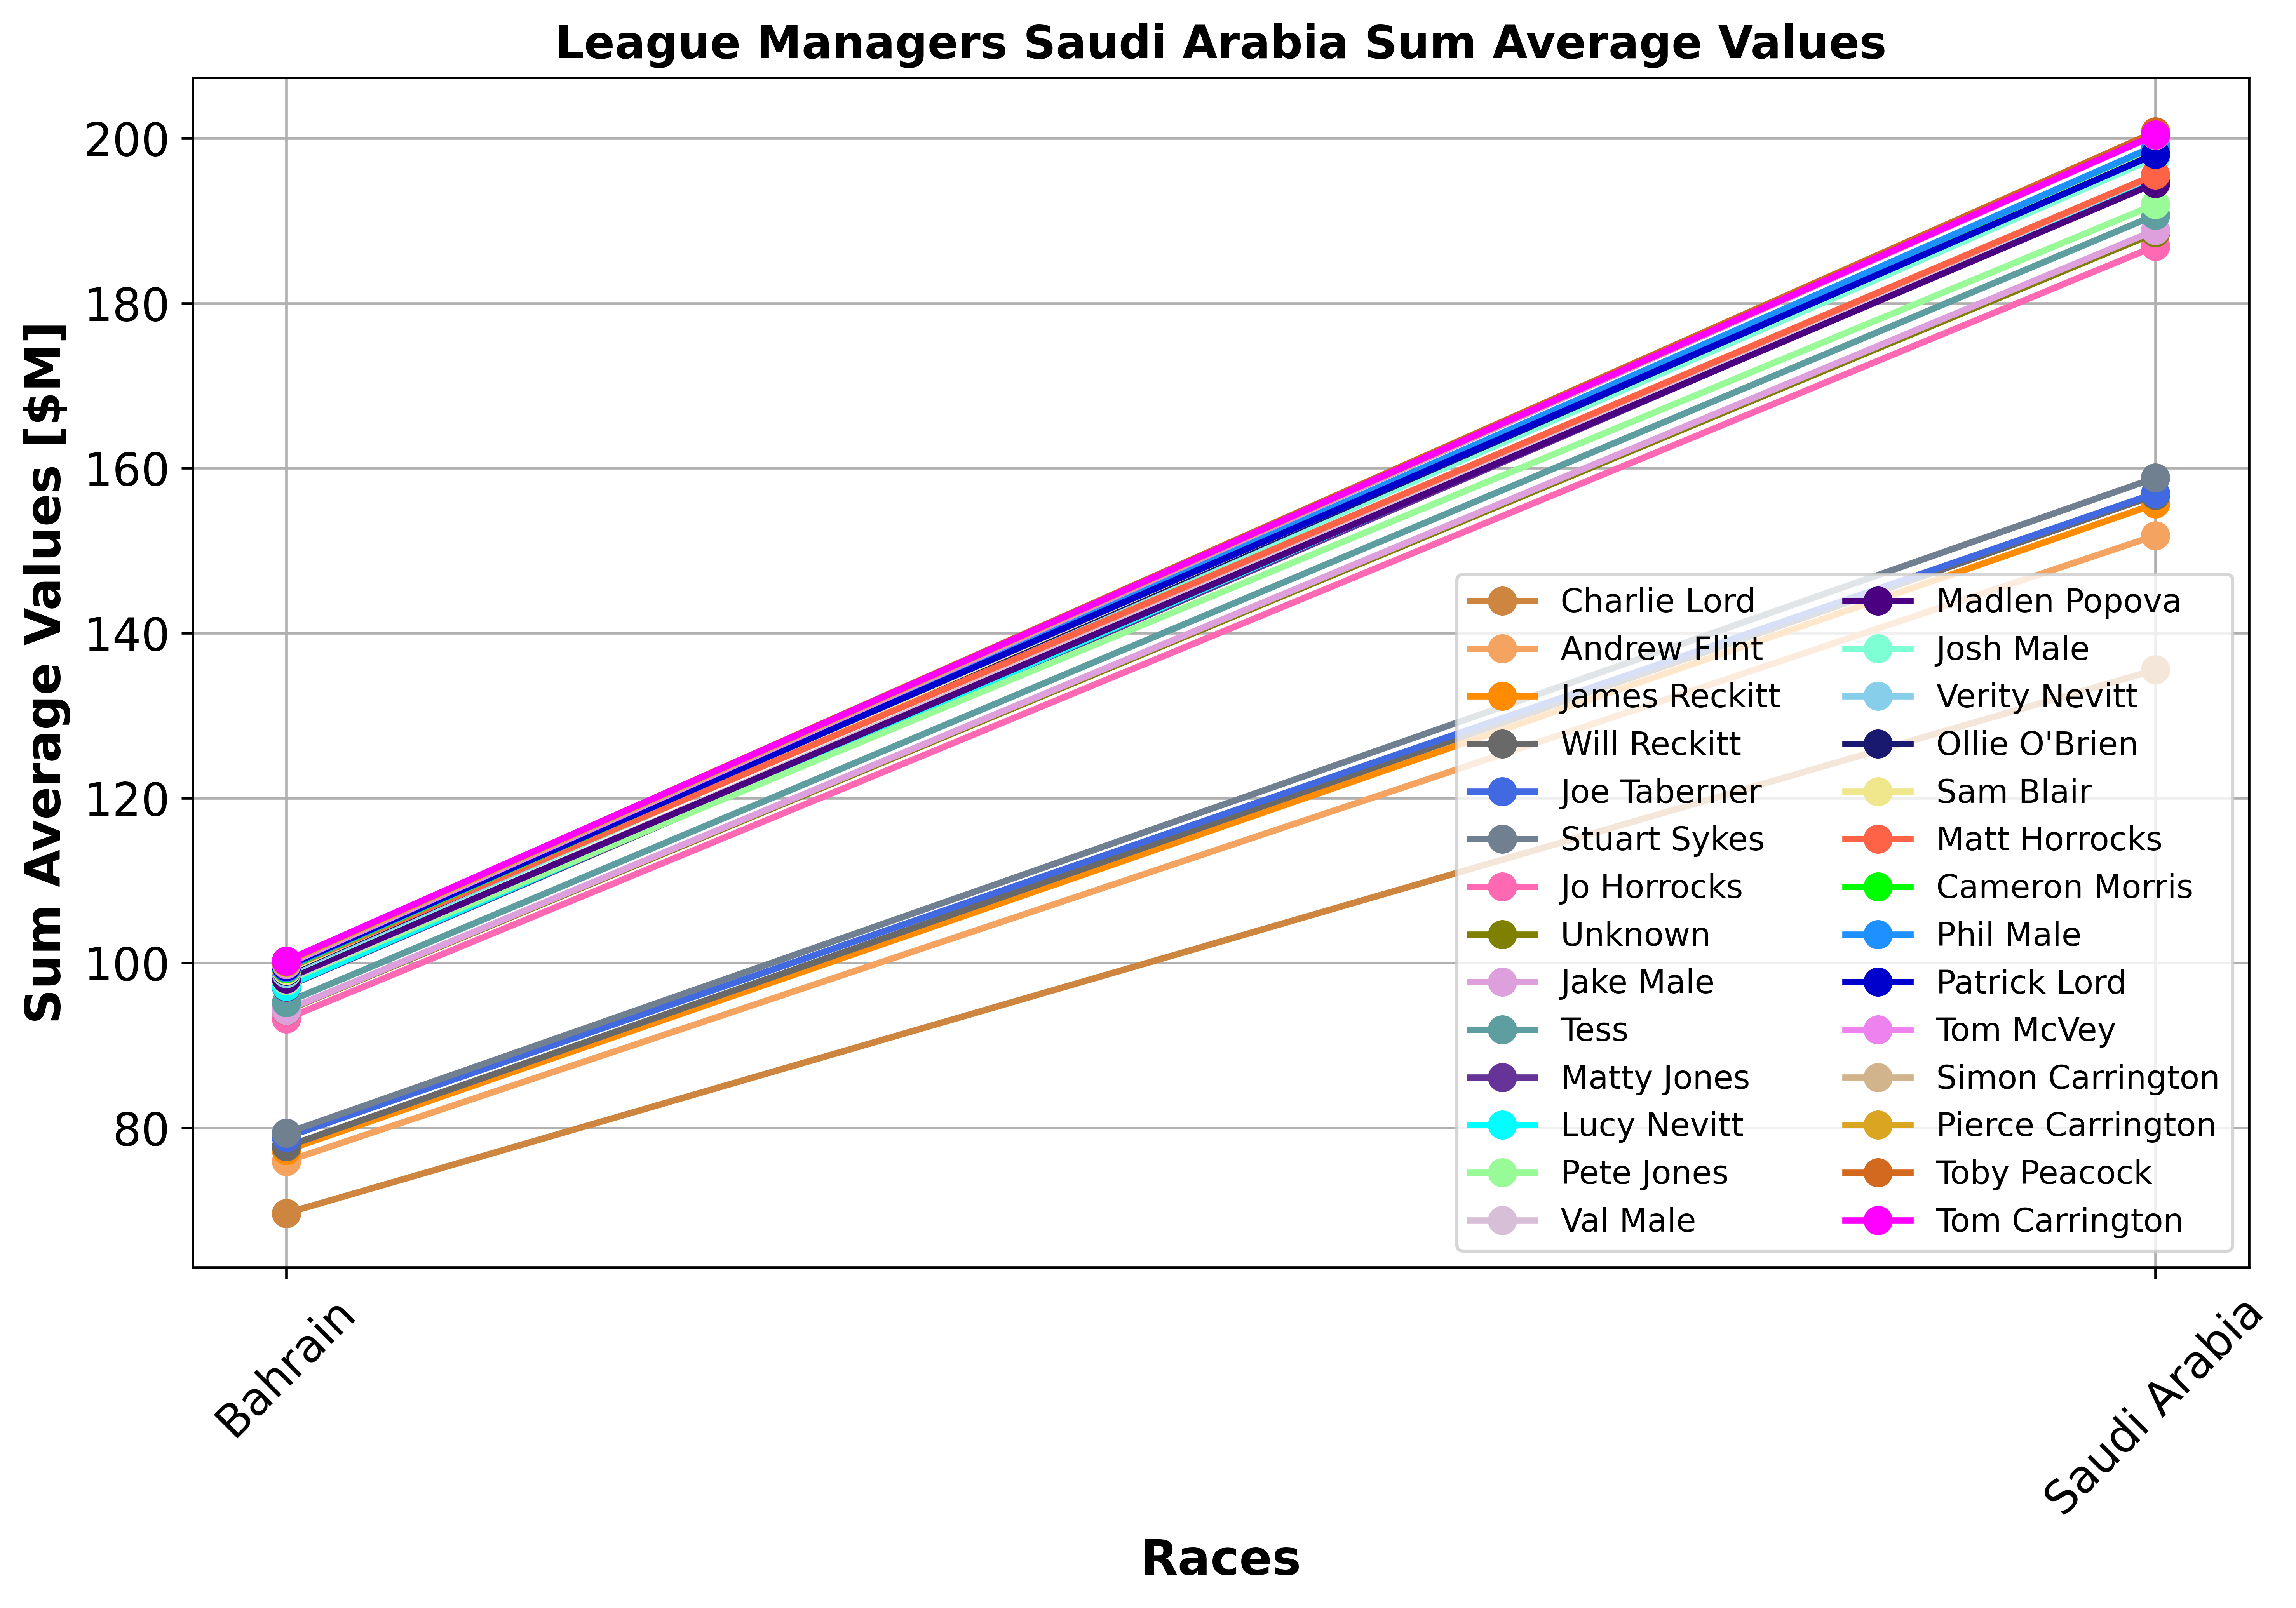 League Managers Saudi Arabia Sum Average Values
Sum Average Values [$M]
200
180
160
140
120
100
80
Charlie Lord
Andrew Flint
James Reckitt
Will Reckitt
Joe Taberner
Stuart Sykes
Jo Horrocks
Unknown
Jake Male
Tess
Matty Jones
Lucy Nevitt
Pete Jones
Val Male
Madlen Popova
Josh Male
Verity Nevitt
Ollie O'Brien
Sam Blair
Matt Horrocks
Cameron Morris
Phil Male
Patrick Lord
Tom McVey
Simon Carrington
Pierce Carrington
Toby Peacock
Tom Carrington
Bahrain
Saudi Arabia
Races